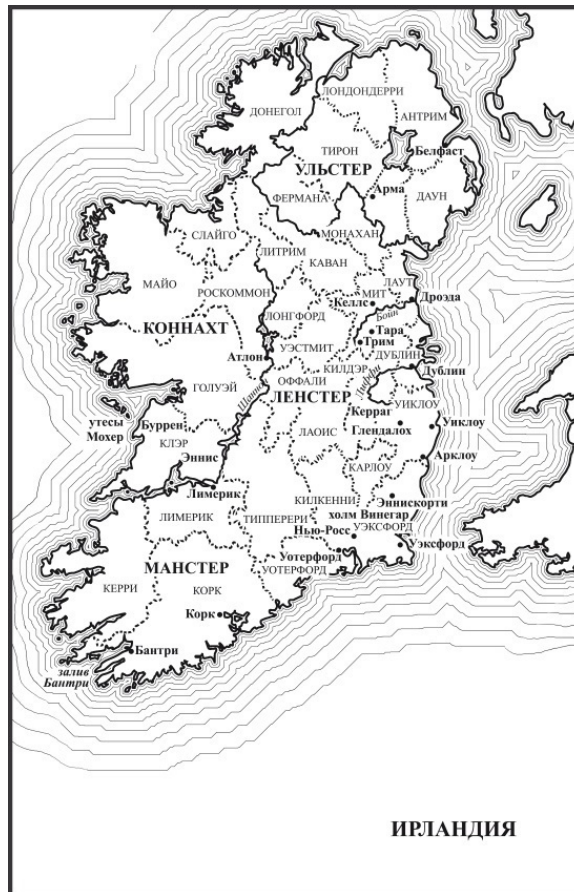 ЛОНДОНДЕРРИ
ДОНЕГОЛ
АНТРИМ
ТИРОН
Белфаст
УЛЬСТЕР
ФЕРМАНА
Арма
ДАУН
МОНАХАН
СЛАЙГО
ЛИТРИМ
КАВАН
МАЙО
РОСКОММОН
ЛАУТ
МИТ
Келлс
Дроэда
ЛОНГФОРД
Бойн
КОННАХТ
Тара
Трим
УЭСТМИТ
ДУБЛИН
Атлон
КИЛДЭР
Дублин
ОФФАЛИ
Лиффи
ГОЛУЭЙ
Шаннон
ЛЕНСТЕР
УИКЛОУ
Керраг
утесы
Мохер
Буррен
Глендалох
Уиклоу
КЛЭР
ЛАОИС
Эннис
Арклоу
КАРЛОУ
Лимерик
КИЛКЕННИ
Эннискорти
холм Винегар
ЛИМЕРИК
ТИППЕРЕРИ
УЭКСФОРД
Нью-Росс
Уэксфорд
Уотерфорд
МАНСТЕР
УОТЕРФОРД
КЕРРИ
КОРК
Корк
Бантри
залив
Бантри
ИРЛАНДИЯ